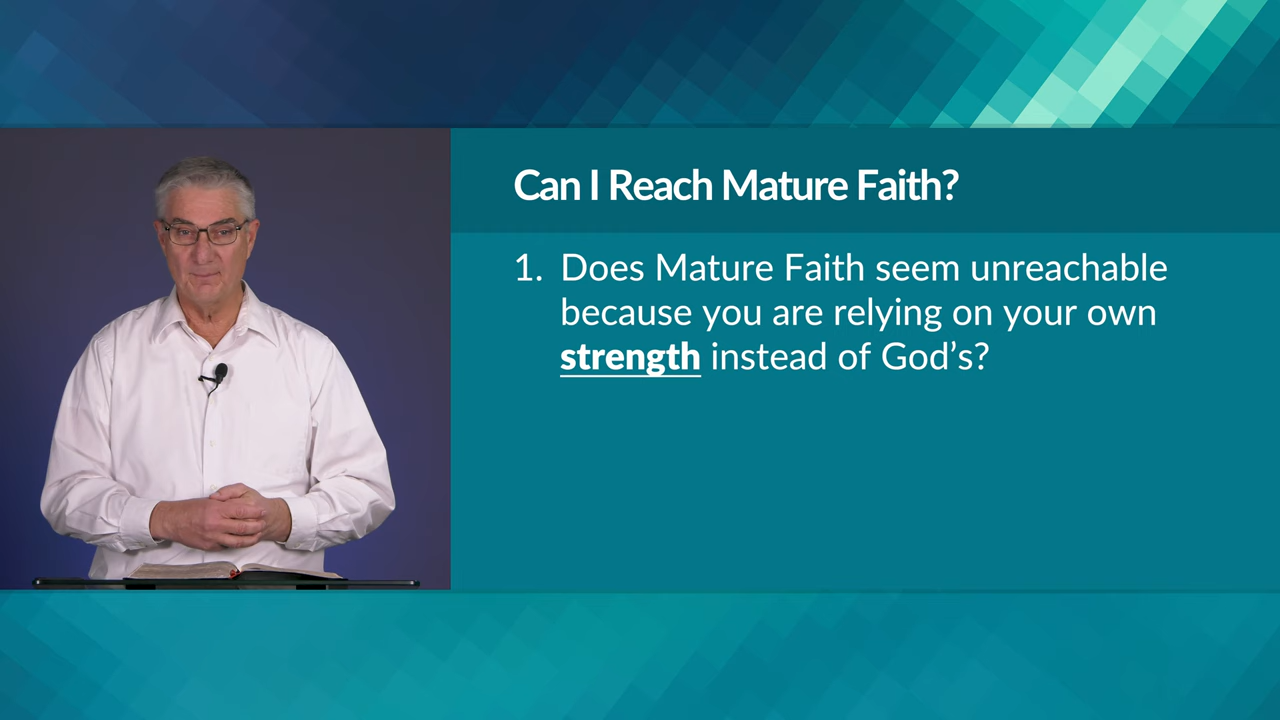 Can I Reach Mature Faith?
1. Does Mature Faith seem unreachable
because you are relying on your own
strength instead of God’s?